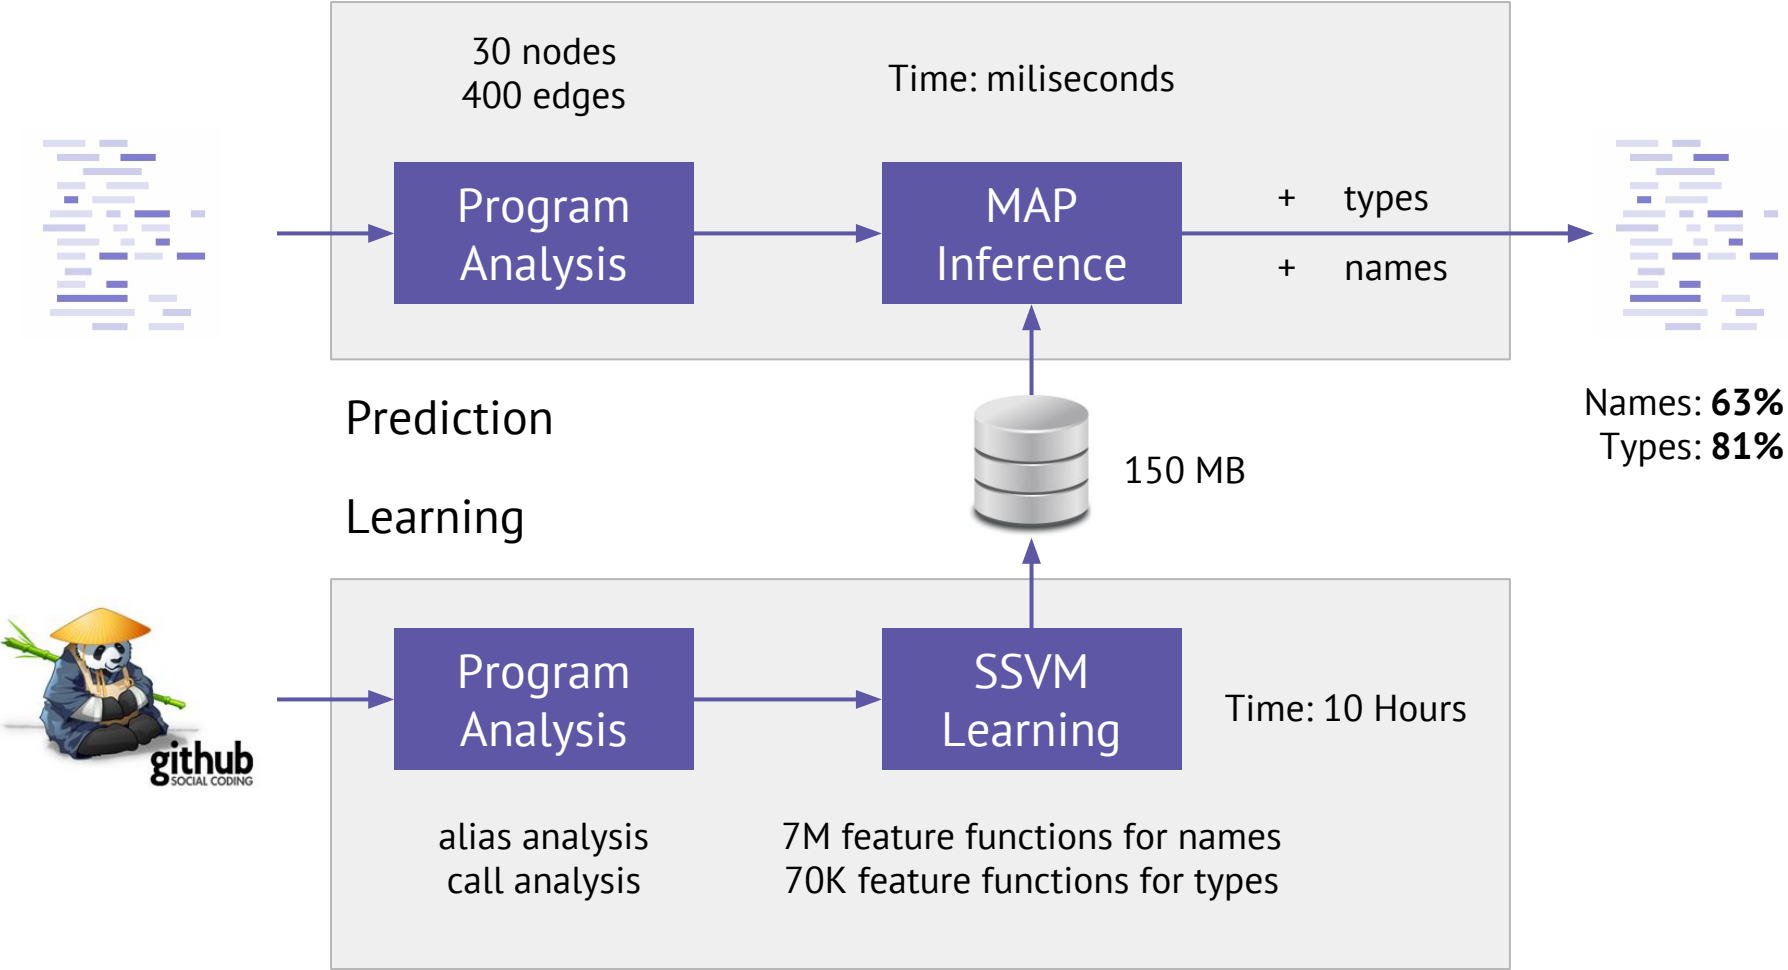 30 nodes
400 edges
Time: miliseconds
Program
Analysis
MAP
Inference
+ types
+ names
Names: 63%
Types: 81%
Prediction
150 MB
Learning
github
SOCIAL CODING
Program
Analysis
SSVM
Learning
Time: 10 Hours
alias analysis
call analysis
7M feature functions for names
70K feature functions for types